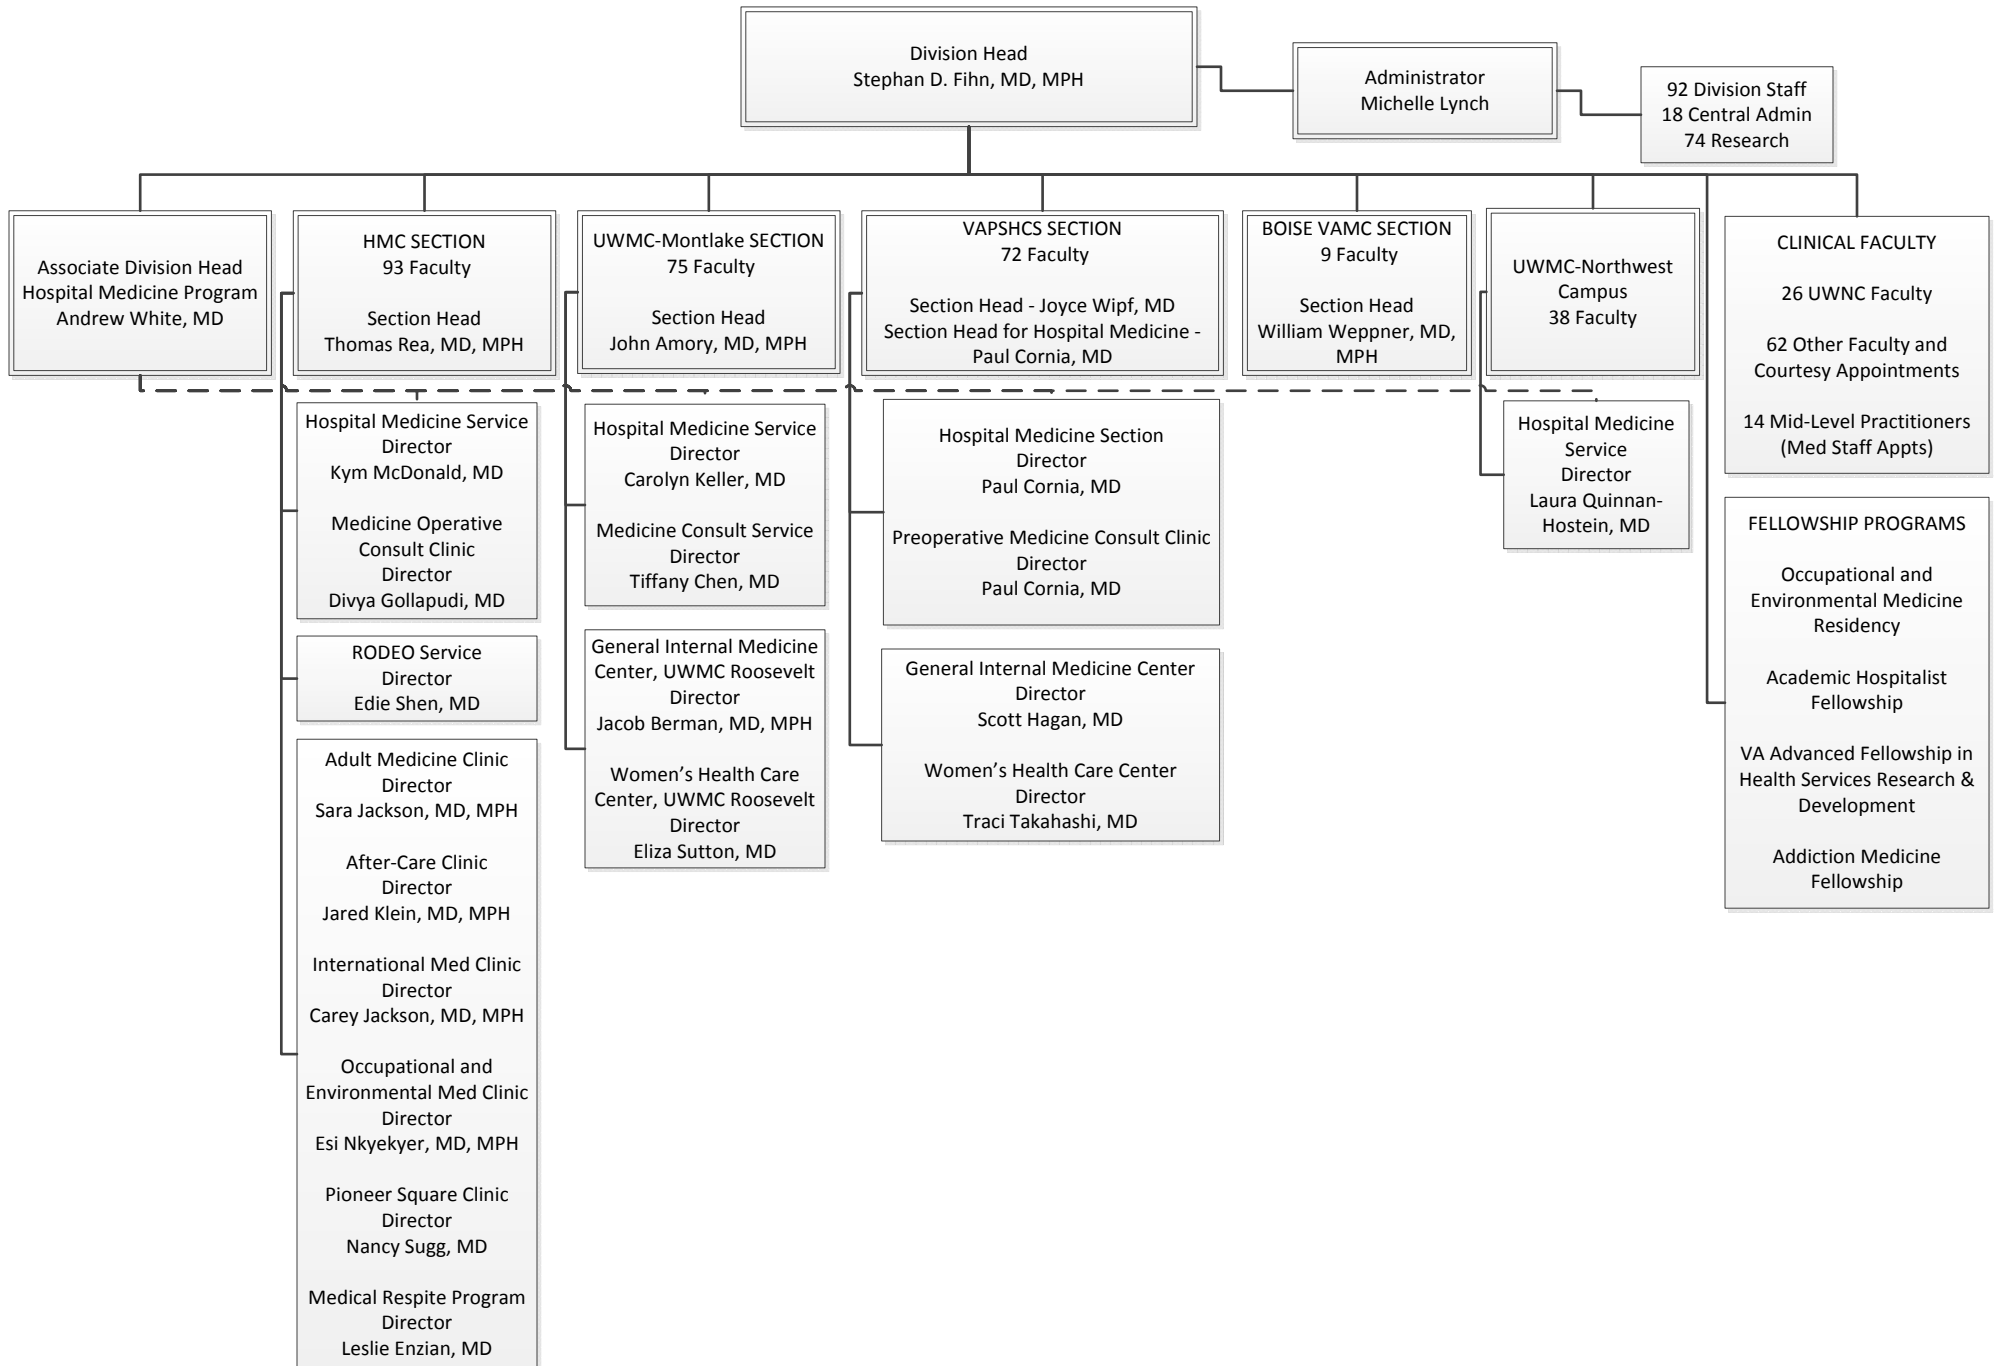 Division Head
Stephan D. Fihn, MD, MPH
Administrator
Michelle Lynch
92 Division Staff
18 Central Admin
74 Research
Associate Division Head
Hospital Medicine Program
Andrew White, MD
HMC SECTION
93 Faculty
Section Head
Thomas Rea, MD, MPH
UWMC-Montlake SECTION
75 Faculty
Section Head
John Amory, MD, MPH
VAPSHCS SECTION
72 Faculty
Section Head - Joyce Wipf, MD
Section Head for Hospital Medicine -
Paul Cornia, MD
BOISE VAMC SECTION
9 Faculty
Section Head
William Weppner, MD,
MPH
UWMC-Northwest
Campus
38 Faculty
CLINICAL FACULTY
26 UWNC Faculty
62 Other Faculty and
Courtesy Appointments
14 Mid-Level Practitioners
(Med Staff Appts)
Hospital Medicine Service
Director
Kym McDonald, MD
Medicine Operative
Consult Clinic
Director
Divya Gollapudi, MD
RODEO Service
Director
Edie Shen, MD
Adult Medicine Clinic
Director
Sara Jackson, MD, MPH
After-Care Clinic
Director
Jared Klein, MD, MPH
International Med Clinic
Director
Carey Jackson, MD, MPH
Occupational and
Environmental Med Clinic
Director
Esi Nkyekyer, MD, MPH
Pioneer Square Clinic
Director
Nancy Sugg, MD
Medical Respite Program
Director
Leslie Enzian, MD
Hospital Medicine Service
Director
Carolyn Keller, MD
Medicine Consult Service
Director
Tiffany Chen, MD
General Internal Medicine
Center, UWMC Roosevelt
Director
Jacob Berman, MD, MPH
Women's Health Care
Center, UWMC Roosevelt
Director
Eliza Sutton, MD
Hospital Medicine Section
Director
Paul Cornia, MD
Preoperative Medicine Consult Clinic
Director
Paul Cornia, MD
General Internal Medicine Center
Director
Scott Hagan, MD
Women's Health Care Center
Director
Traci Takahashi, MD
Hospital Medicine
Service
Director
Laura Quinnan-
Hostein, MD
FELLOWSHIP PROGRAMS
Occupational and
Environmental Medicine
Residency
Academic Hospitalist
Fellowship
VA Advanced Fellowship in
Health Services Research &
Development
Addiction Medicine
Fellowship